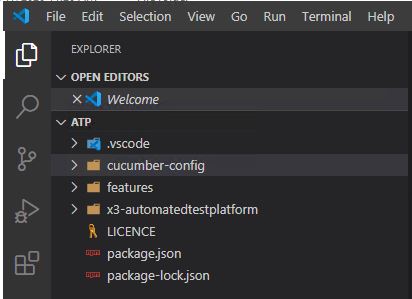 File Edit Selection View Go Run Terminal Help
EXPLORER
OPEN EDITORS
Welcome
ATP
.vscode
cucumber-config
features
x3-automatedtestplatform
LICENCE
package.json
package-lock.json